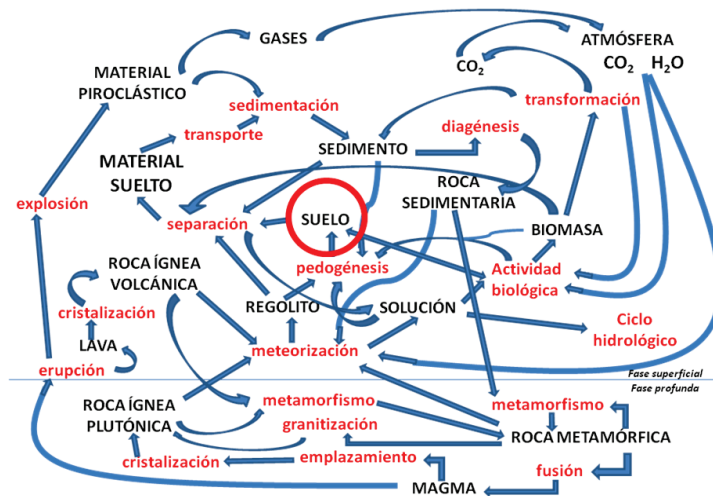 GASES
ATMÓSFERA
CO₂ H₂O
CO₂
MATERIAL
PIROCLÁSTICO
sedimentación
transformación
transporte
diagénesis
SEDIMENTO
MATERIAL
SUELTO
ROCA
SEDIMENTARIA
explosión
separación
SUELO
BIOMASA
pedogénesis
Actividad
biológica
ROCA ÍGNEA
VOLCÁNICA
REGOLITO
SOLUCIÓN
cristalización
Ciclo
hidrológico
LAVA
meteorización
erupción
Fase superficial
Fase profunda
ROCA ÍGNEA
PLUTÓNICA
metamorfismo
metamorfismo
granitización
ROCA METAMÓRFICA
cristalización
emplazamiento
fusión
MAGMA